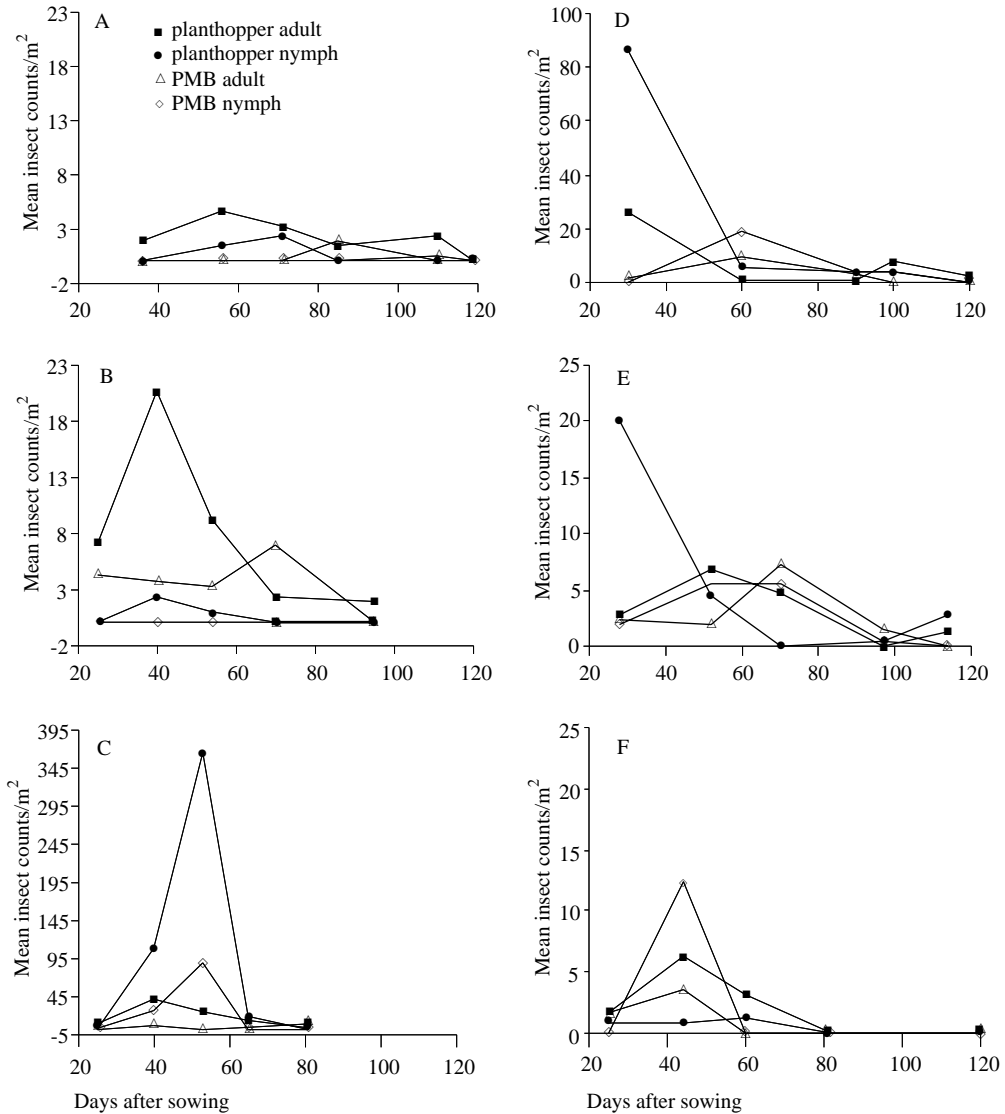 A
planthopper adult
planthopper nymph
PMB adult
PMB nymph
Mean insect counts/m²
23
18
13
8
3
-2
20 40 60 80 100 120
D
Mean insect counts/m²
100
80
60
40
20
0
20 40 60 80 100 120
B
Mean insect counts/m²
23
18
13
8
3
-2
20 40 60 80 100 120
E
Mean insect counts/m²
25
20
15
10
5
0
20 40 60 80 100 120
C
Mean insect counts/m²
395
345
295
245
195
145
95
45
-5
20 40 60 80 100 120
Days after sowing
F
Mean insect counts/m²
25
20
15
10
5
0
20 40 60 80 100 120
Days after sowing